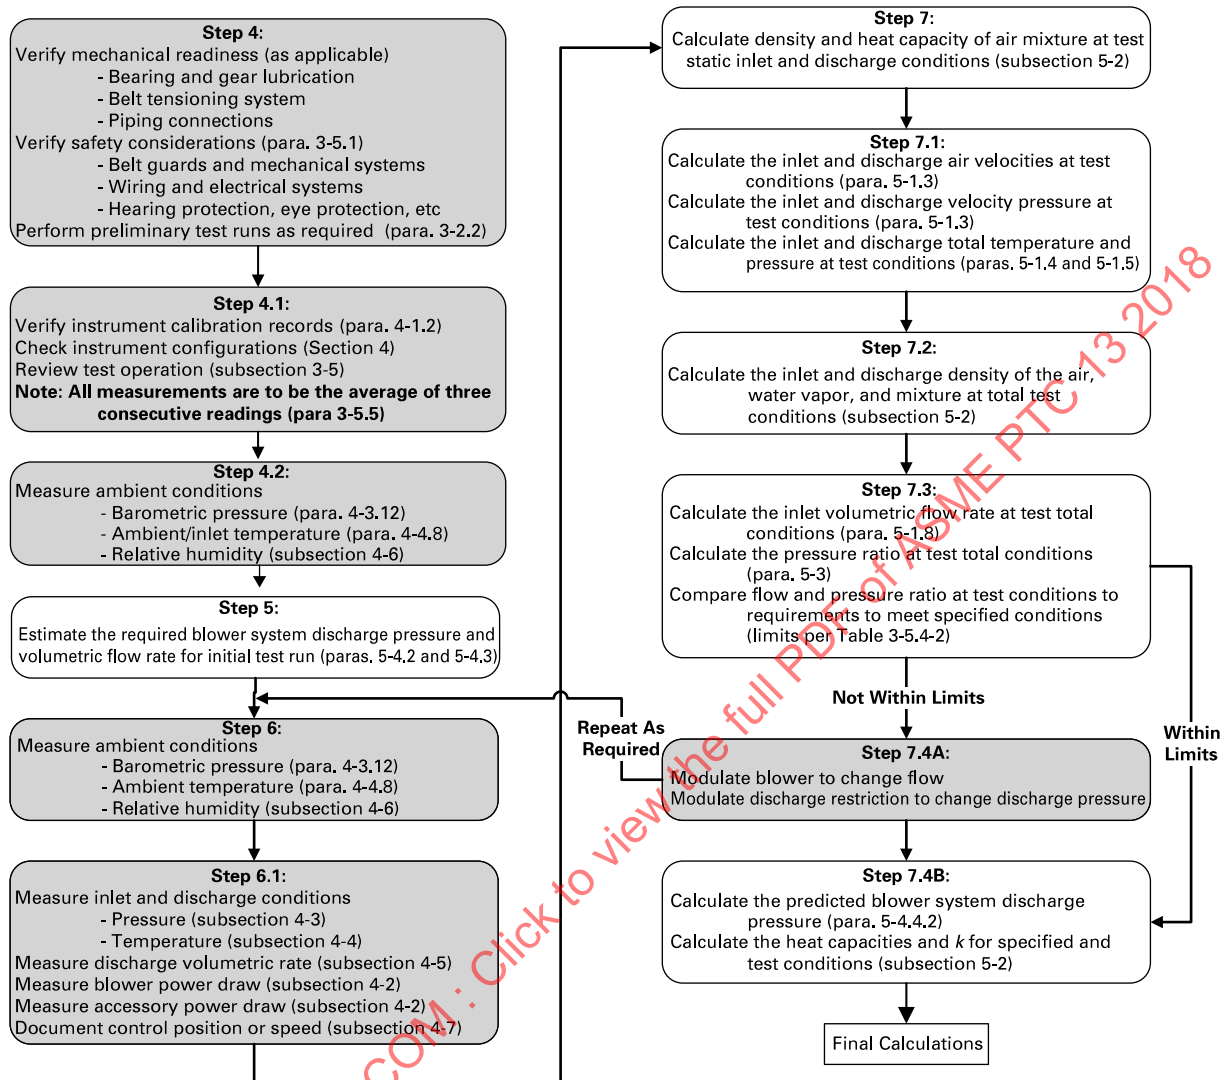 Step 4:
Verify mechanical readiness (as applicable)
- Bearing and gear lubrication
- Belt tensioning system
- Piping connections
Verify safety considerations (para. 3-5.1)
- Belt guards and mechanical systems
- Wiring and electrical systems
- Hearing protection, eye protection, etc
Perform preliminary test runs as required (para. 3-2.2)
Step 4.1:
Verify instrument calibration records (para. 4-1.2)
Check instrument configurations (Section 4)
Review test operation (subsection 3-5)
Note: All measurements are to be the average of three
consecutive readings (para 3-5.5)
Step 4.2:
Measure ambient conditions
- Barometric pressure (para. 4-3.12)
- Ambient/inlet temperature (para. 4-4.8)
- Relative humidity (subsection 4-6)
Step 5:
Estimate the required blower system discharge pressure and
volumetric flow rate for initial test run (paras. 5-4.2 and 5-4.3)
Step 6:
Measure ambient conditions
- Barometric pressure (para. 4-3.12)
- Ambient temperature (para. 4-4.8)
- Relative humidity (subsection 4-6)
Step 6.1:
Measure inlet and discharge conditions
- Pressure (subsection 4-3)
- Temperature (subsection 4-4)
Measure discharge volumetric rate (subsection 4-5)
Measure blower power draw (subsection 4-2)
Measure accessory power draw (subsection 4-2)
Document control position or speed (subsection 4-7)
Step 7:
Calculate density and heat capacity of air mixture at test
static inlet and discharge conditions (subsection 5-2)
Step 7.1:
Calculate the inlet and discharge air velocities at test
conditions (para. 5-1.3)
Calculate the inlet and discharge velocity pressure at
test conditions (para. 5-1.3)
Calculate the inlet and discharge total temperature and
pressure at test conditions (paras. 5-1.4 and 5-1.5)
Step 7.2:
Calculate the inlet and discharge density of the air,
water vapor, and mixture at total test
conditions (subsection 5-2)
Step 7.3:
Calculate the inlet volumetric flow rate at test total
conditions (para. 5-1.8)
Calculate the pressure ratio at test total conditions
(para. 5-3)
Compare flow and pressure ratio at test conditions to
requirements to meet specified conditions
(limits per Table 3-5.4-2)
Not Within Limits
Within
Limits
Repeat As
Required
Step 7.4A:
Modulate blower to change flow
Modulate discharge restriction to change discharge pressure
Step 7.4B:
Calculate the predicted blower system discharge
pressure (para. 5-4.4.2)
Calculate the heat capacities and k for specified and
test conditions (subsection 5-2)
Final Calculations
COM : Click to view the full PDF of ASME PTC 13 2018